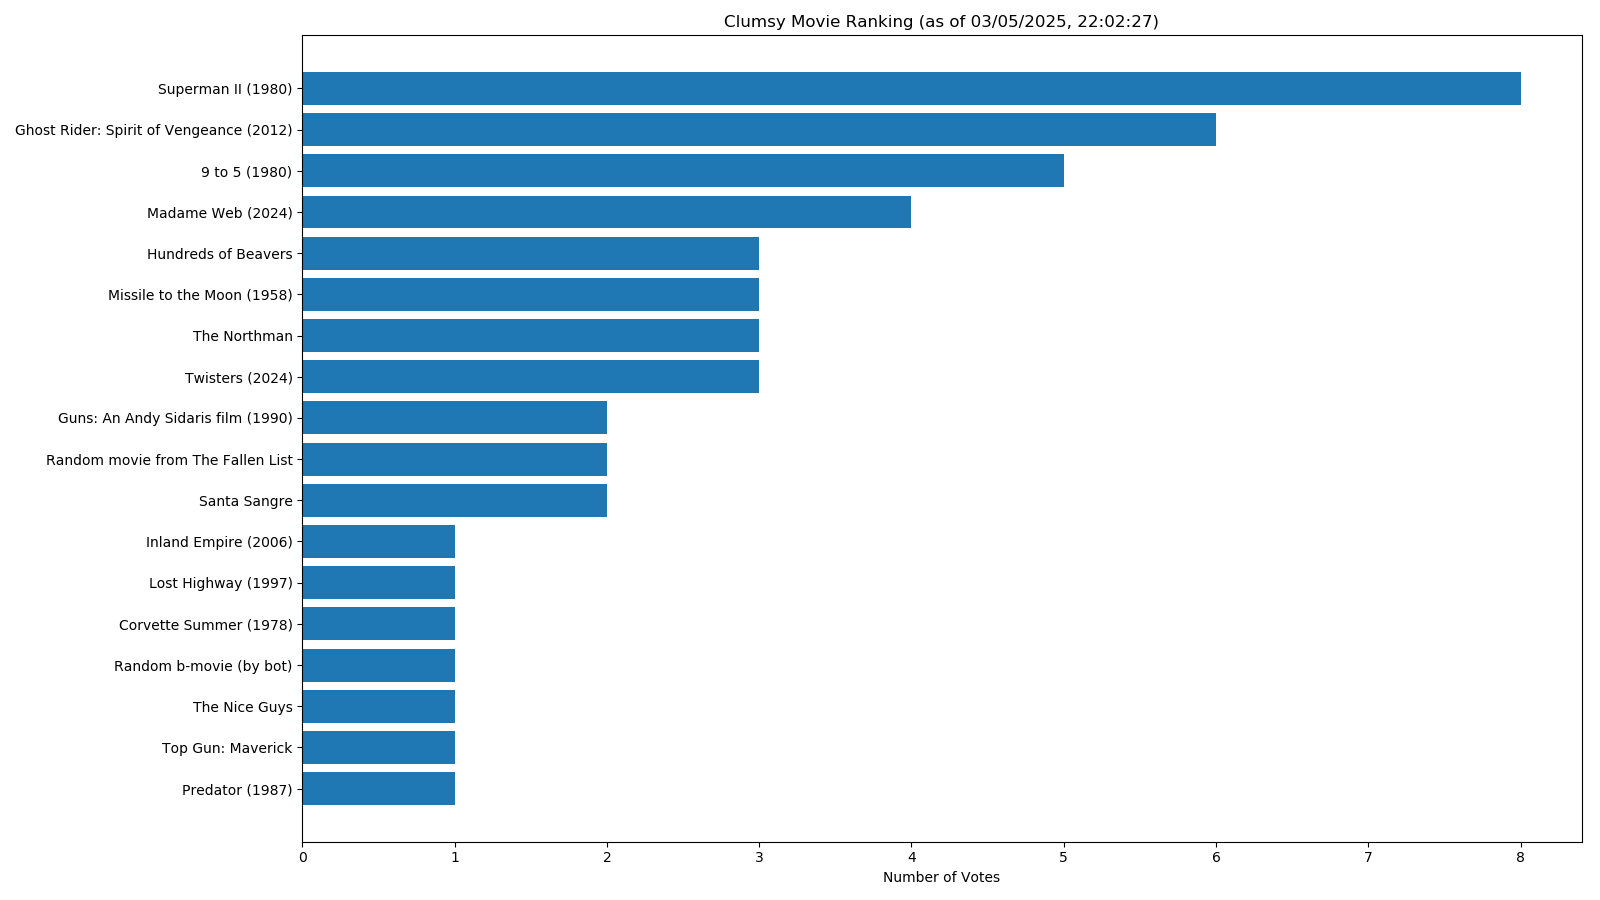 Clumsy Movie Ranking (as of 03/05/2025, 22:02:27)
Superman II (1980)
Ghost Rider: Spirit of Vengeance (2012)
9 to 5 (1980)
Madame Web (2024)
Hundreds of Beavers
Missile to the Moon (1958)
The Northman
Twisters (2024)
Guns: An Andy Sidaris film (1990)
Random movie from The Fallen List
Santa Sangre
Inland Empire (2006)
Lost Highway (1997)
Corvette Summer (1978)
Random b-movie (by bot)
The Nice Guys
Top Gun: Maverick
Predator (1987)
0 1 2 3 4 5 6 7 8
Number of Votes